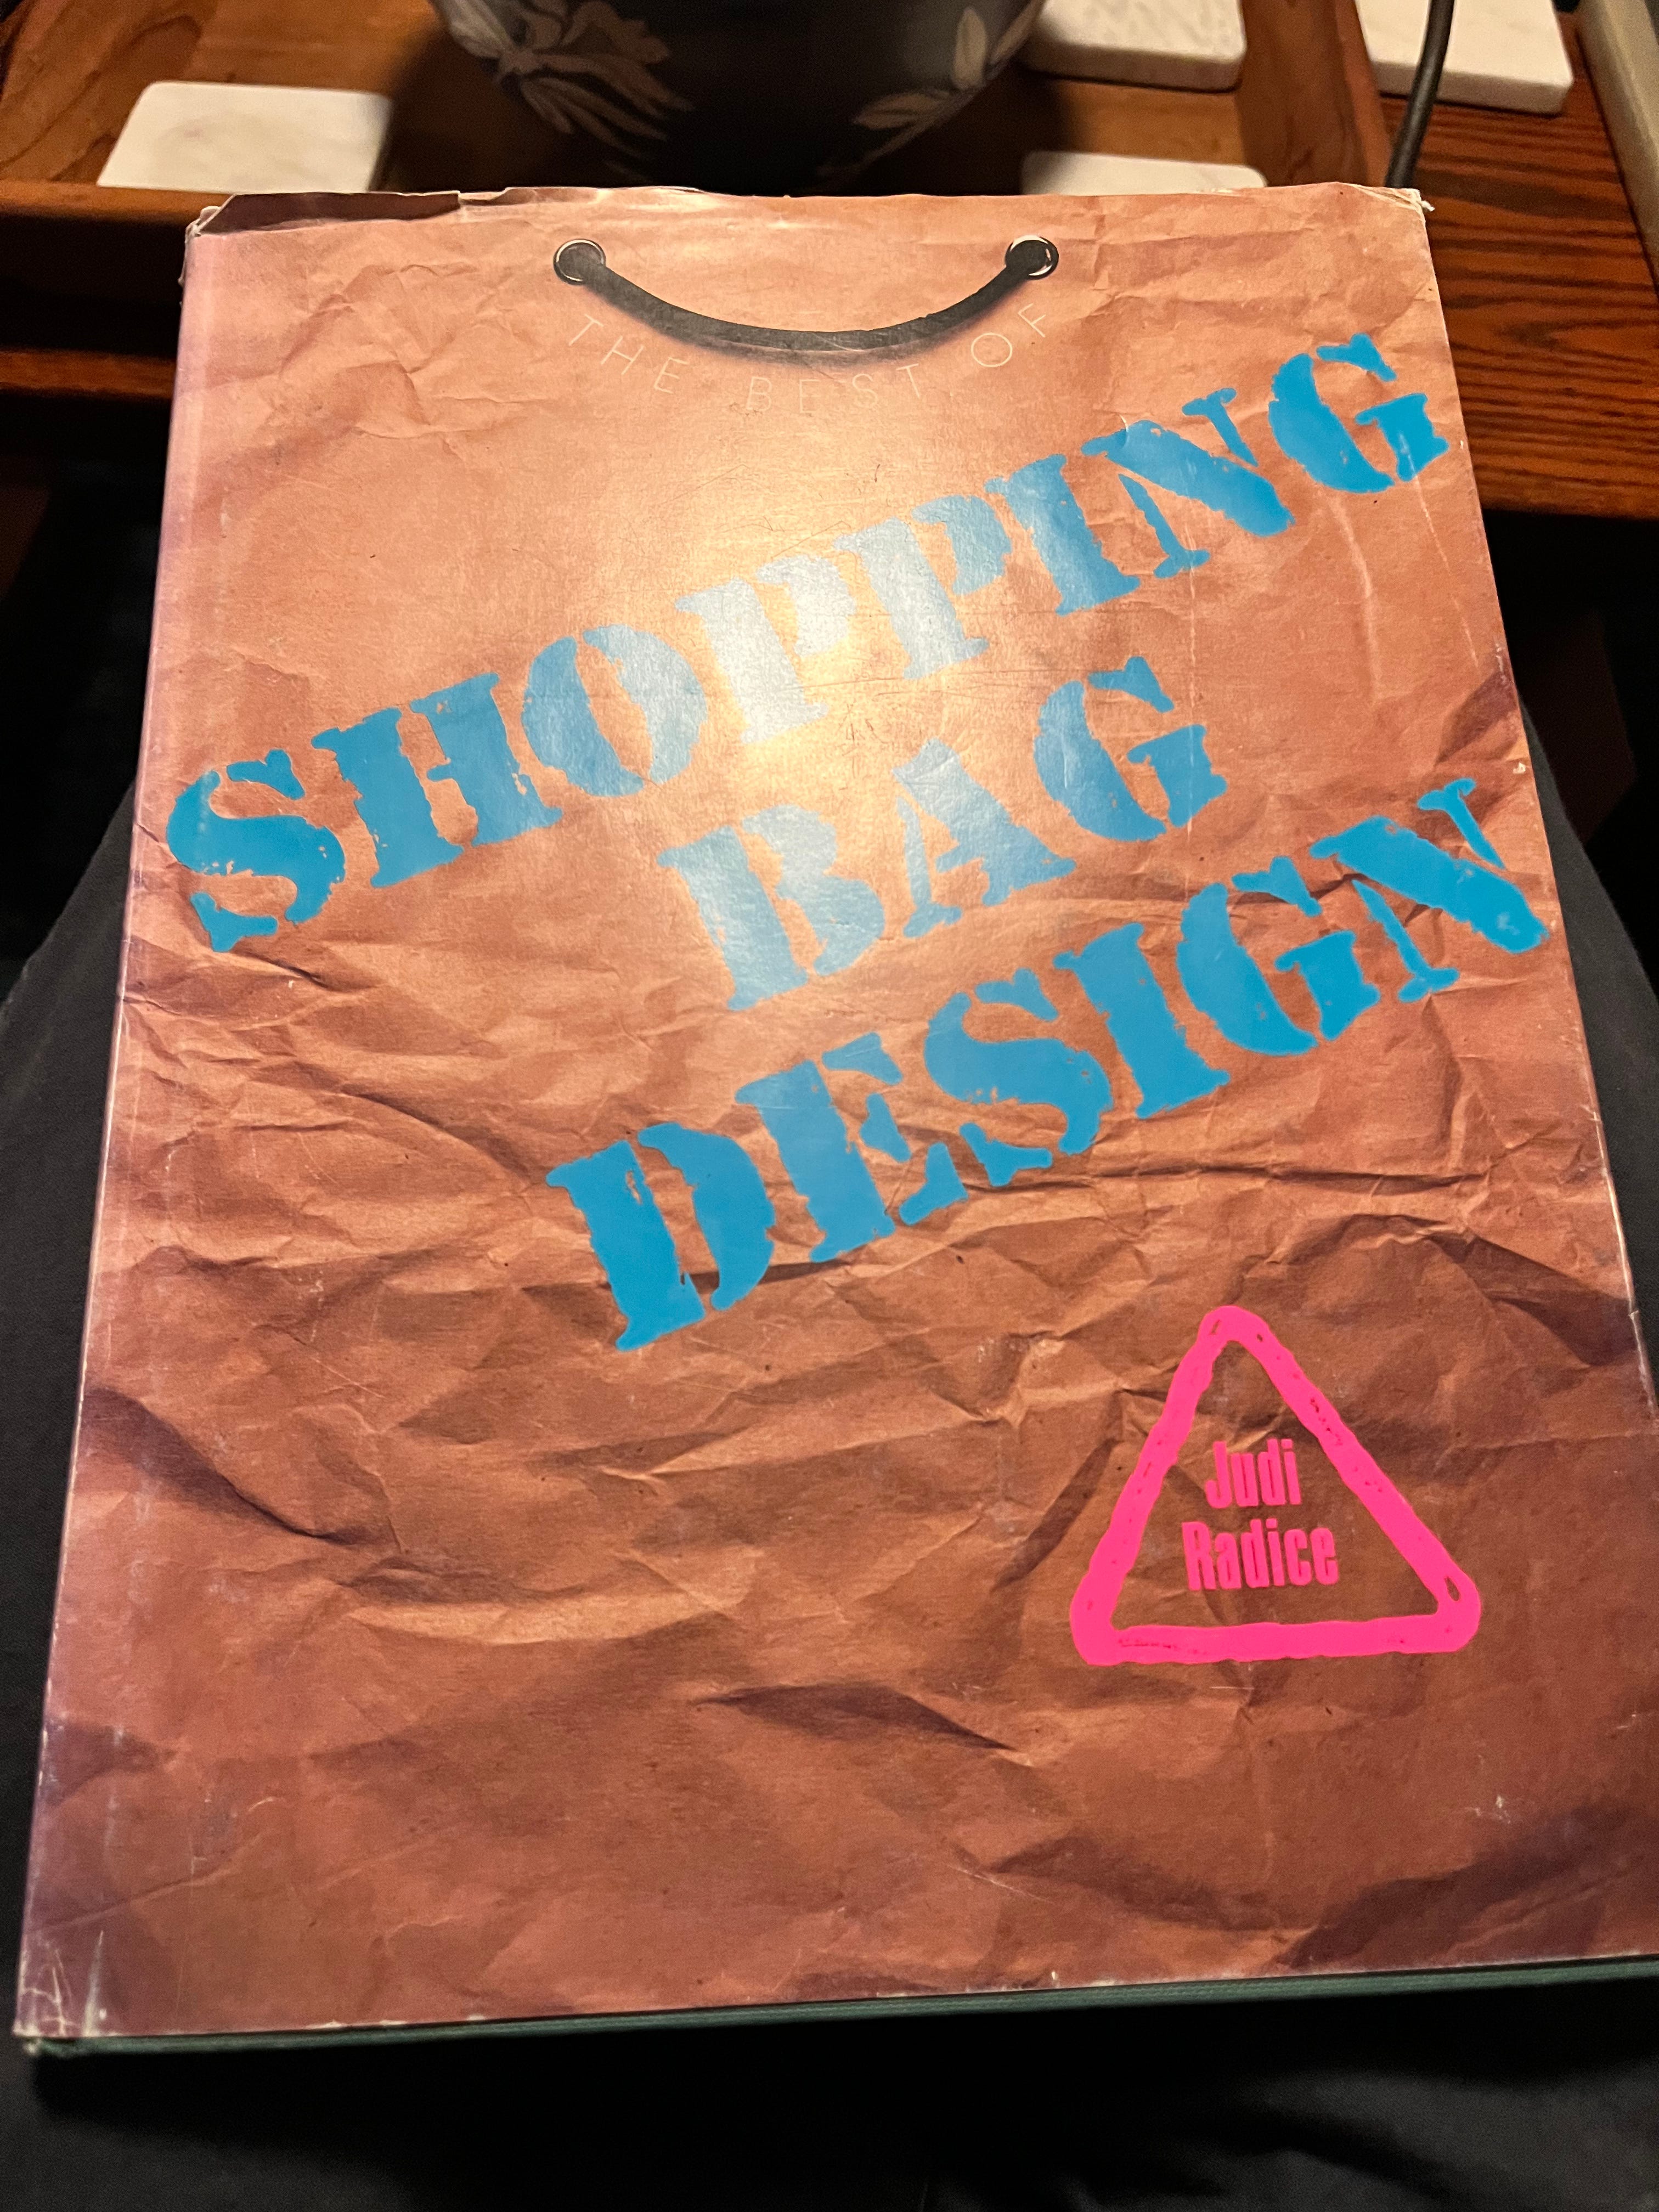 THE BEST OF
SHOPPING
BAG
DESIGN
Judi
Radice